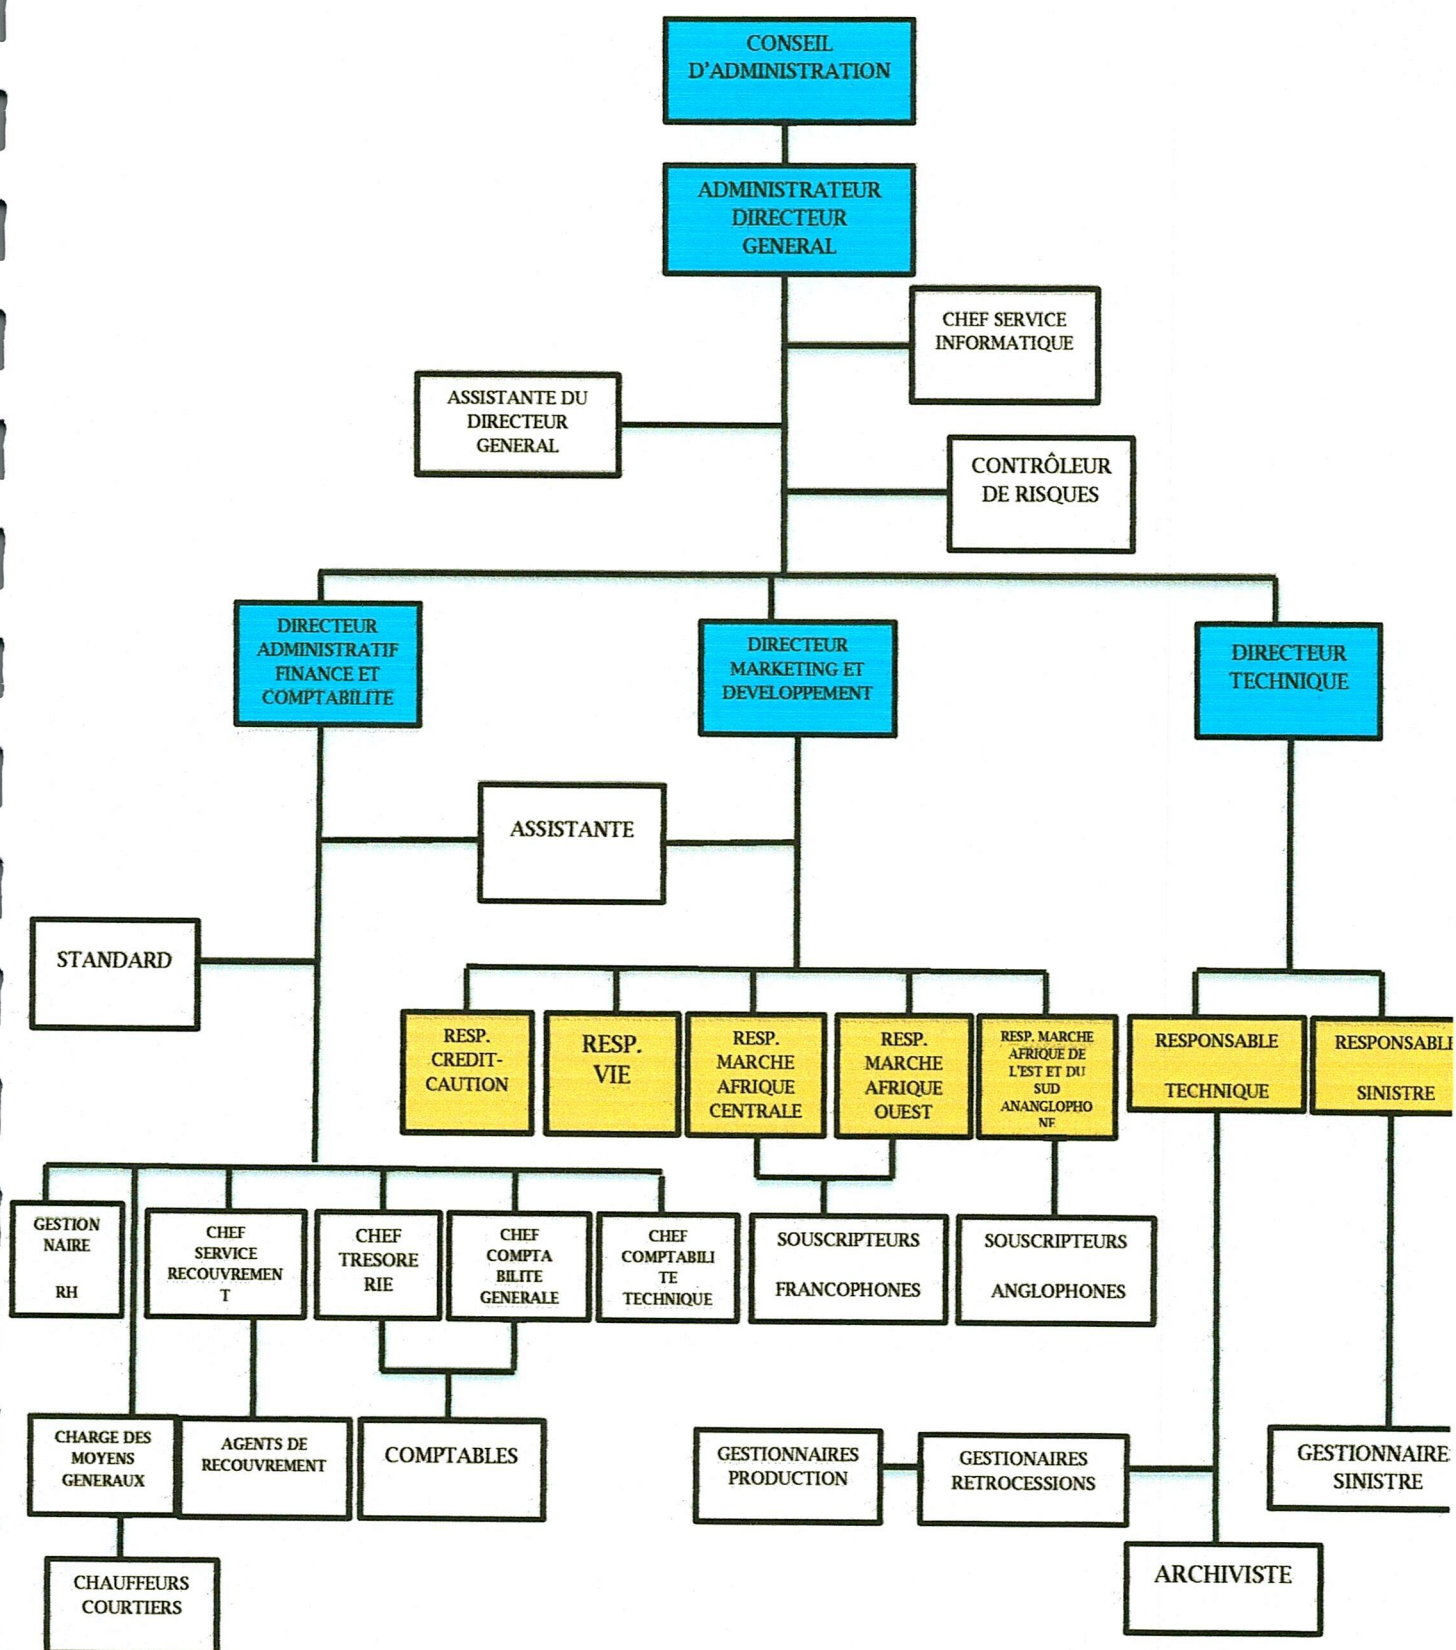 CONSEIL
D'ADMINISTRATION
ADMINISTRATEUR
DIRECTEUR
GENERAL
CHEF SERVICE
INFORMATIQUE
ASSISTANTE DU
DIRECTEUR
GENERAL
CONTRÔLEUR
DE RISQUES
DIRECTEUR
ADMINISTRATIF
FINANCE ET
COMPTABILITE
DIRECTEUR
MARKETING ET
DEVELOPPEMENT
DIRECTEUR
TECHNIQUE
ASSISTANTE
STANDARD
RESP.
CREDIT-
CAUTION
RESP.
VIE
RESP.
MARCHE
AFRIQUE
CENTRALE
RESP.
MARCHE
AFRIQUE
OUEST
RESP. MARCHE
AFRIQUE DE
L'EST ET DU
SUD
ANANGLOPHO
NE
RESPONSABLE
TECHNIQUE
RESPONSABLE
SINISTRE
GESTION
NAIRE
RH
CHEF
SERVICE
RECOUVREMEN
T
CHEF
TRESORE
RIE
CHEF
COMPTA
BILITE
GENERALE
CHEF
COMPTABILI
TE
TECHNIQUE
SOUSCRIPTEURS
FRANCOPHONES
SOUSCRIPTEURS
ANGLOPHONES
CHARGE DES
MOYENS
GENERAUX
AGENTS DE
RECOUVREMENT
COMPTABLES
GESTIONNAIRES
PRODUCTION
GESTIONAIRES
RETROCESSIONS
GESTIONNAIRE
SINISTRE
CHAUFFEURS
COURTIERS
ARCHIVISTE